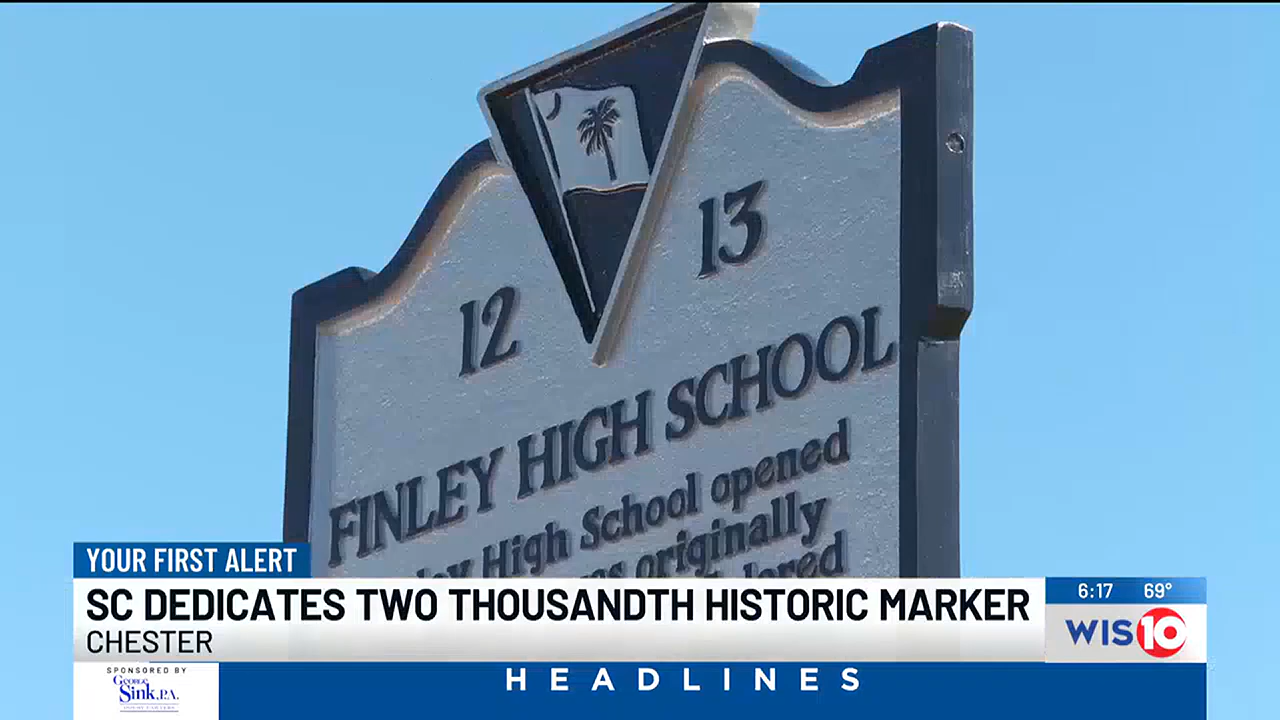 12 13
FINLEY HIGH SCHOOL
High School opened
originally
YOUR FIRST ALERT
SC DEDICATES TWO THOUSANDTH HISTORIC MARKER
CHESTER
6:17 69°
WIS10
SPONSORED BY
George
Sink, P.A.
HEADLINES